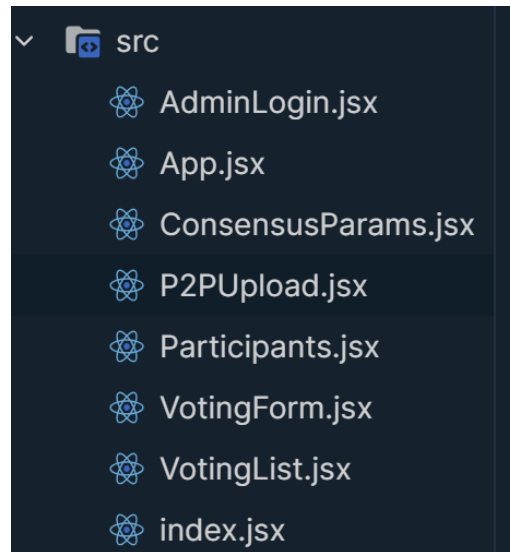 src
AdminLogin.jsx
App.jsx
ConsensusParams.jsx
P2PUpload.jsx
Participants.jsx
VotingForm.jsx
VotingList.jsx
index.jsx